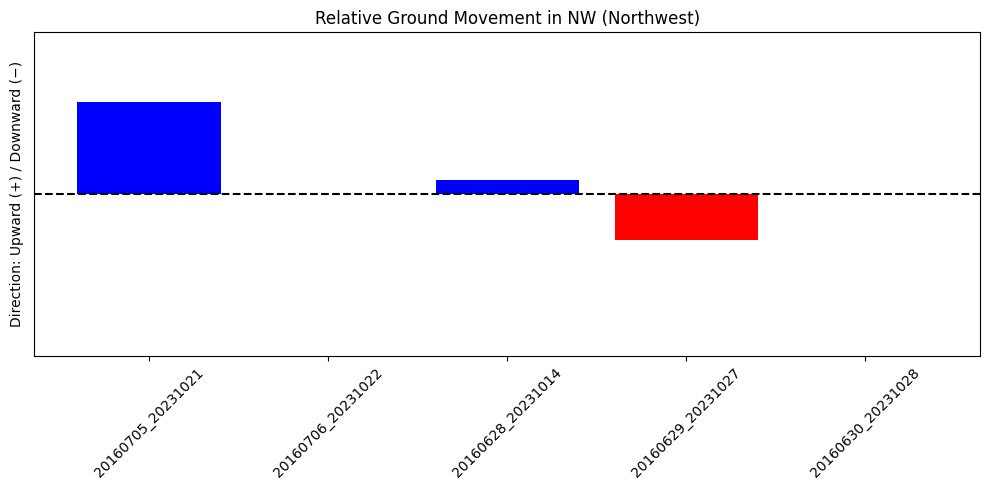 Relative Ground Movement in NW (Northwest)
Direction: Upward (+) / Downward (−)
20160705_20231021
20160706_20231022
20160628_20231014
20160629_20231027
20160630_20231028